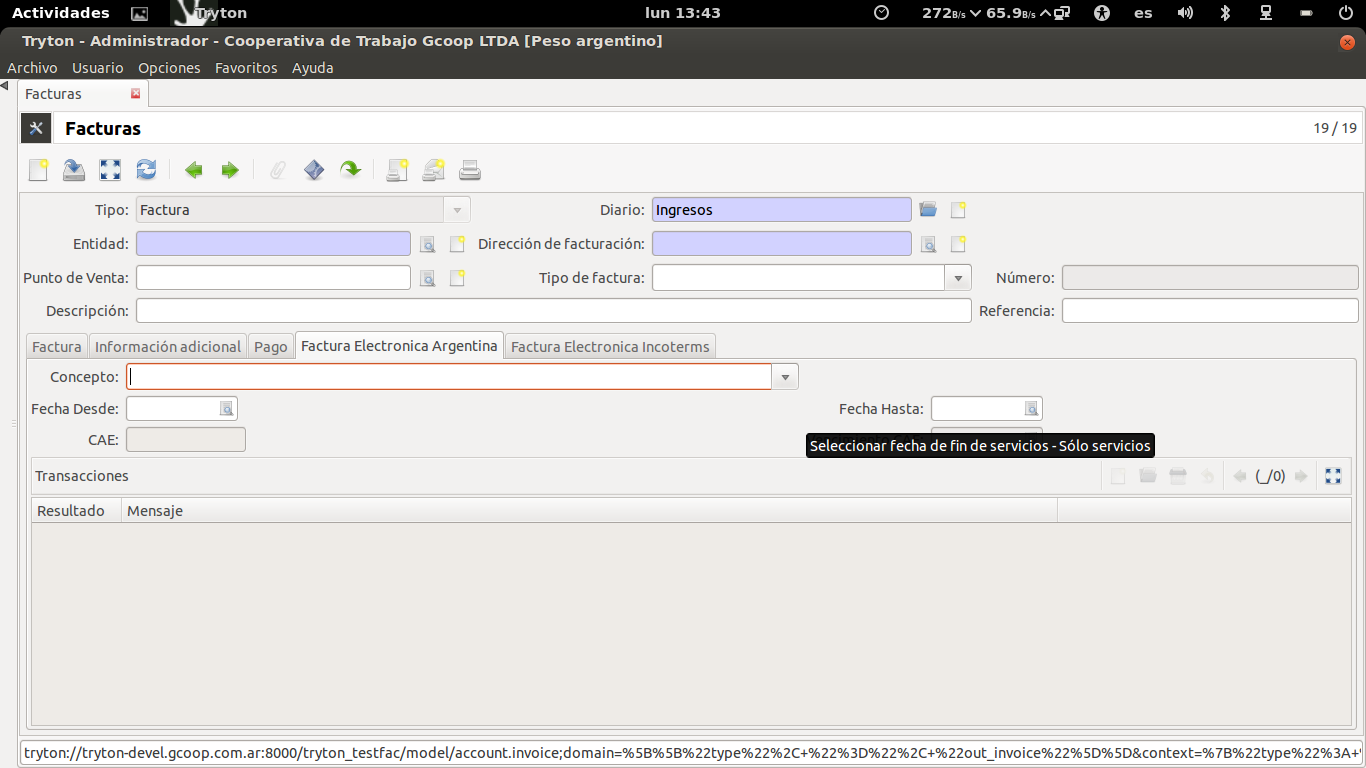 Actividades Tryton lun 13:43 272B/s 65.9B/s es
Tryton - Administrador - Cooperativa de Trabajo Gcoop LTDA [Peso argentino]
Archivo Usuario Opciones Favoritos Ayuda
Facturas
Facturas 19 / 19
Tipo: Factura Diario: Ingresos
Entidad: Dirección de facturación:
Punto de Venta: Tipo de factura: Número:
Descripción: Referencia:
Factura Información adicional Pago Factura Electronica Argentina Factura Electronica Incoterms
Concepto:
Fecha Desde: Fecha Hasta:
CAE:
Seleccionar fecha de fin de servicios - Sólo servicios
Transacciones (_/0)
Resultado Mensaje
tryton://tryton-devel.gcoop.com.ar:8000/tryton_testfac/model/account.invoice;domain=%5B%5B%22type%22%2C+%22%3D%22%2C+%22out_invoice%22%5D%5D&context=%7B%22type%22%3A+%